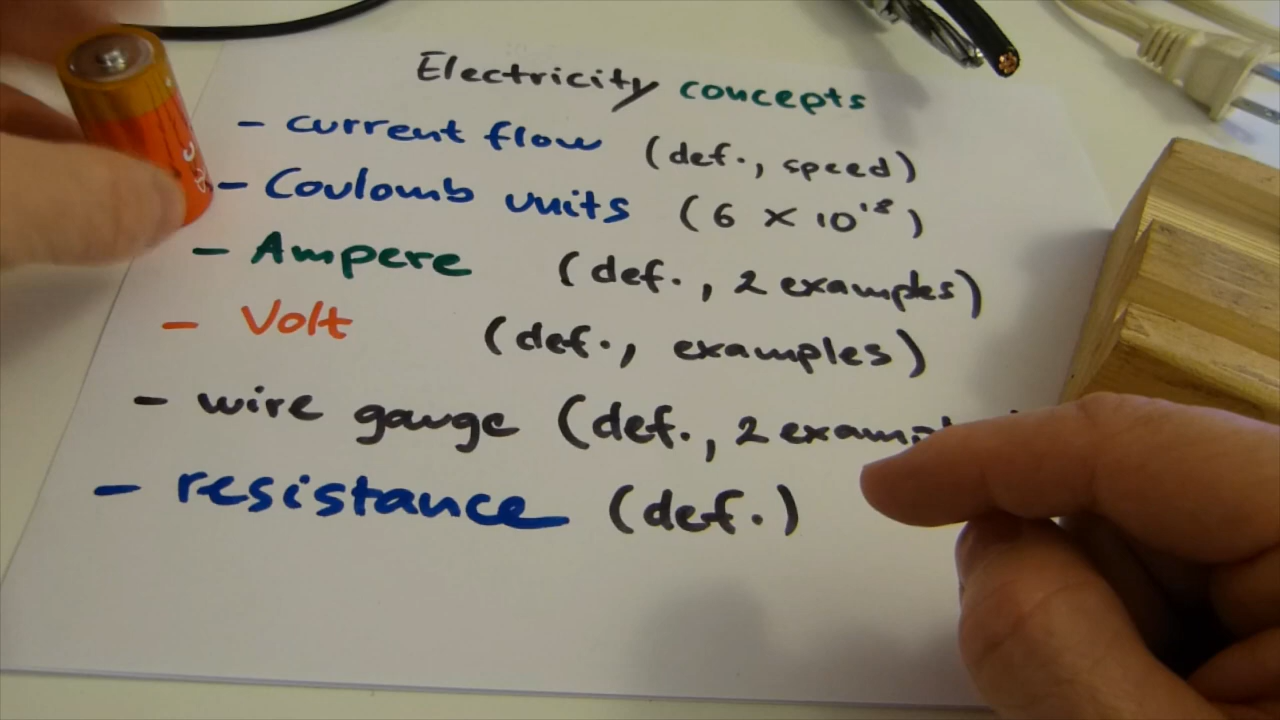 Electricity concepts
- current flow (def., speed)
- Coulomb units (6 × 10¹⁸)
- Ampere (def., 2 examples)
- Volt (def., examples)
- wire gauge (def., 2
- resistance (def.)